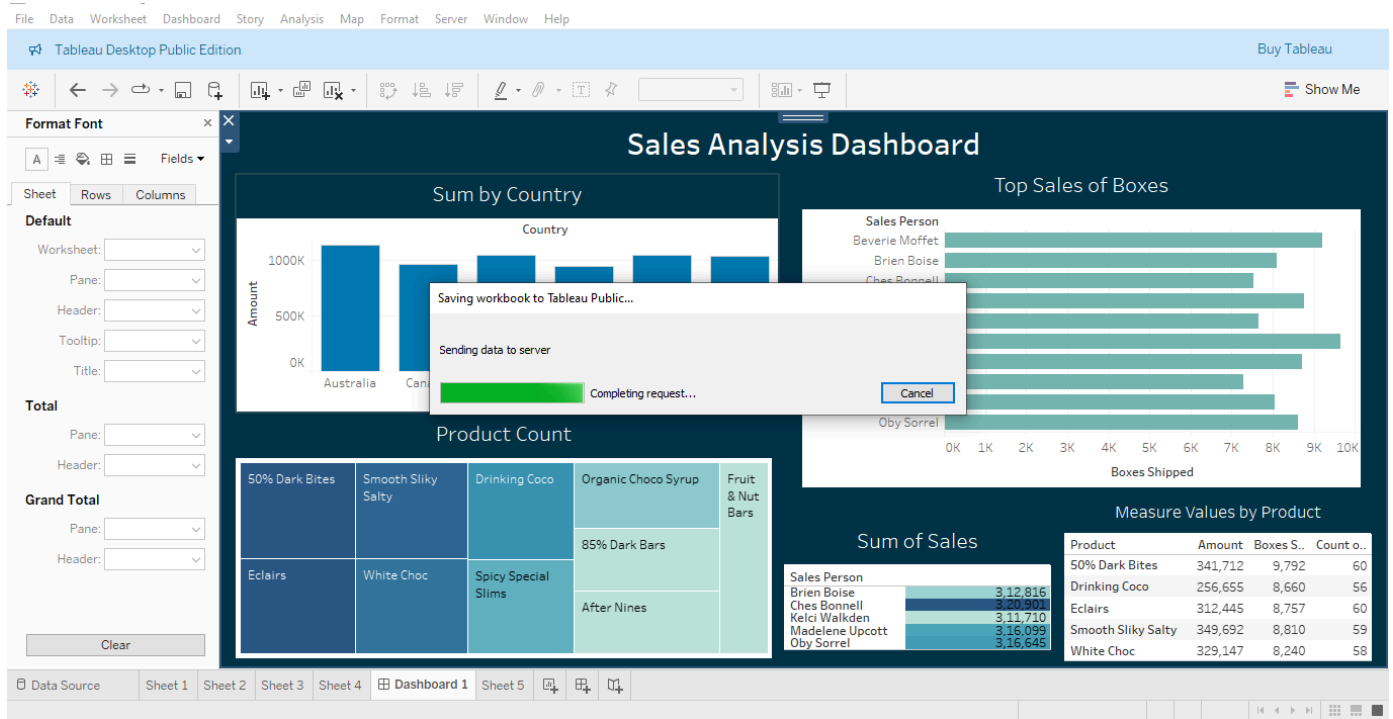 File Data Worksheet Dashboard Story Analysis Map Format Server Window Help
Tableau Desktop Public Edition
Buy Tableau
Show Me
Format Font
Fields
Sheet Rows Columns
Default
Worksheet:
Pane:
Header:
Tooltip:
Title:
Total
Pane:
Header:
Grand Total
Pane:
Header:
Clear
Sales Analysis Dashboard
Sum by Country
Country
Amount
1000K
500K
0K
Australia
Top Sales of Boxes
Sales Person
Beverie Moffet
Brien Boise
Ches Bonnell
Oby Sorrel
0K 1K 2K 3K 4K 5K 6K 7K 8K 9K 10K
Boxes Shipped
Saving workbook to Tableau Public...
Sending data to server
Completing request...
Cancel
Product Count
50% Dark Bites
Smooth Sliky
Salty
Drinking Coco
Organic Choco Syrup
Fruit
& Nut
Bars
85% Dark Bars
Eclairs
White Choc
Spicy Special
Slims
After Nines
Sum of Sales
Sales Person
Brien Boise 3,12,816
Ches Bonnell 3,20,901
Kelci Walkden 3,11,710
Madelene Upcott 3,16,099
Oby Sorrel 3,16,645
Measure Values by Product
Product Amount Boxes S.. Count o..
50% Dark Bites 341,712 9,792 60
Drinking Coco 256,655 8,660 56
Eclairs 312,445 8,757 60
Smooth Sliky Salty 349,692 8,810 59
White Choc 329,147 8,240 58
Data Source Sheet 1 Sheet 2 Sheet 3 Sheet 4 Dashboard 1 Sheet 5